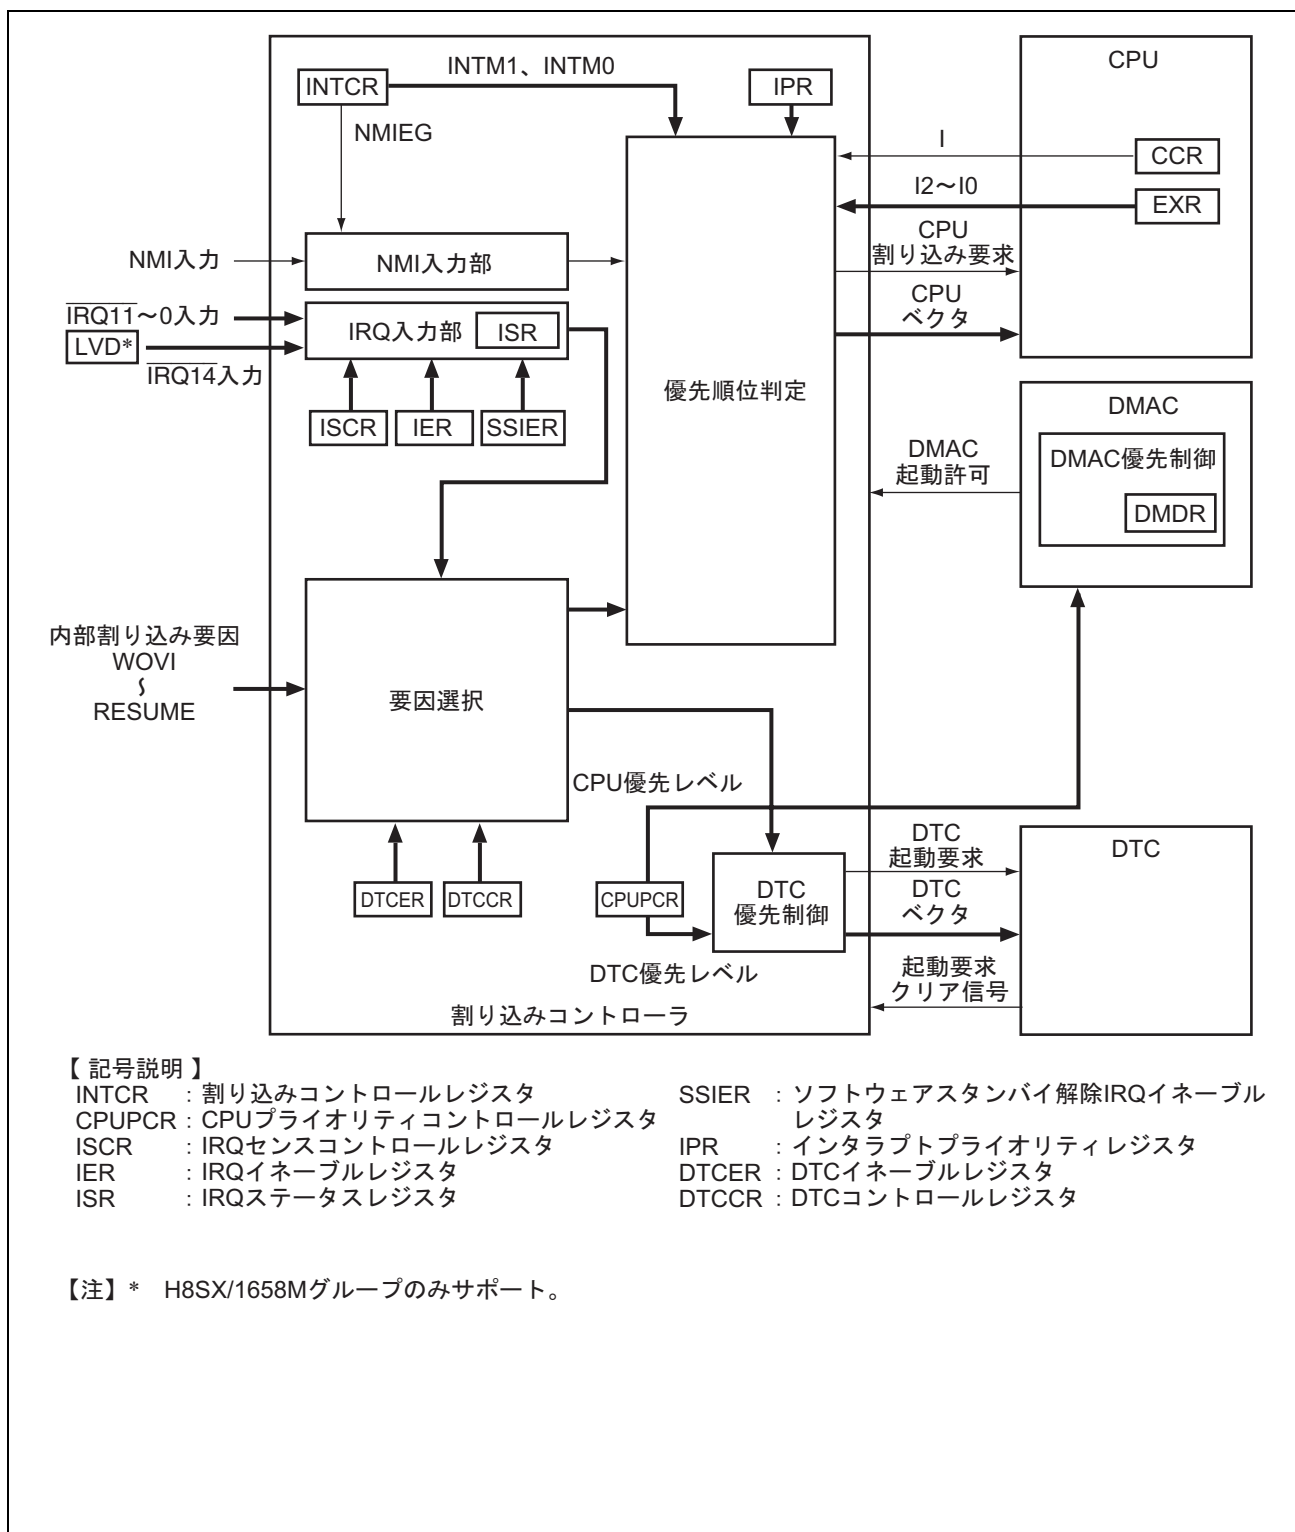 INTCR
INTM1、INTM0
IPR
NMIEG
CPU
I
CCR
I2～I0
EXR
CPU
割り込み要求
CPU
ベクタ
NMI入力
NMI入力部
IRQ11～0入力
IRQ入力部
ISR
LVD*
IRQ14入力
ISCR
IER
SSIER
優先順位判定
DMAC
DMAC優先制御
DMDR
DMAC
起動許可
内部割り込み要因
WOVI
～
RESUME
要因選択
CPU優先レベル
DTCER
DTCCR
CPUPCR
DTC
優先制御
DTC優先レベル
DTC
起動要求
DTC
ベクタ
起動要求
クリア信号
DTC
割り込みコントローラ
【 記号説明 】
INTCR : 割り込みコントロールレジスタ
CPUPCR : CPUプライオリティコントロールレジスタ
ISCR : IRQセンスコントロールレジスタ
IER : IRQイネーブルレジスタ
ISR : IRQステータスレジスタ
SSIER : ソフトウェアスタンバイ解除IRQイネーブル
レジスタ
IPR : インタラプトプライオリティレジスタ
DTCER : DTCイネーブルレジスタ
DTCCR : DTCコントロールレジスタ
【注】* H8SX/1658Mグループのみサポート。